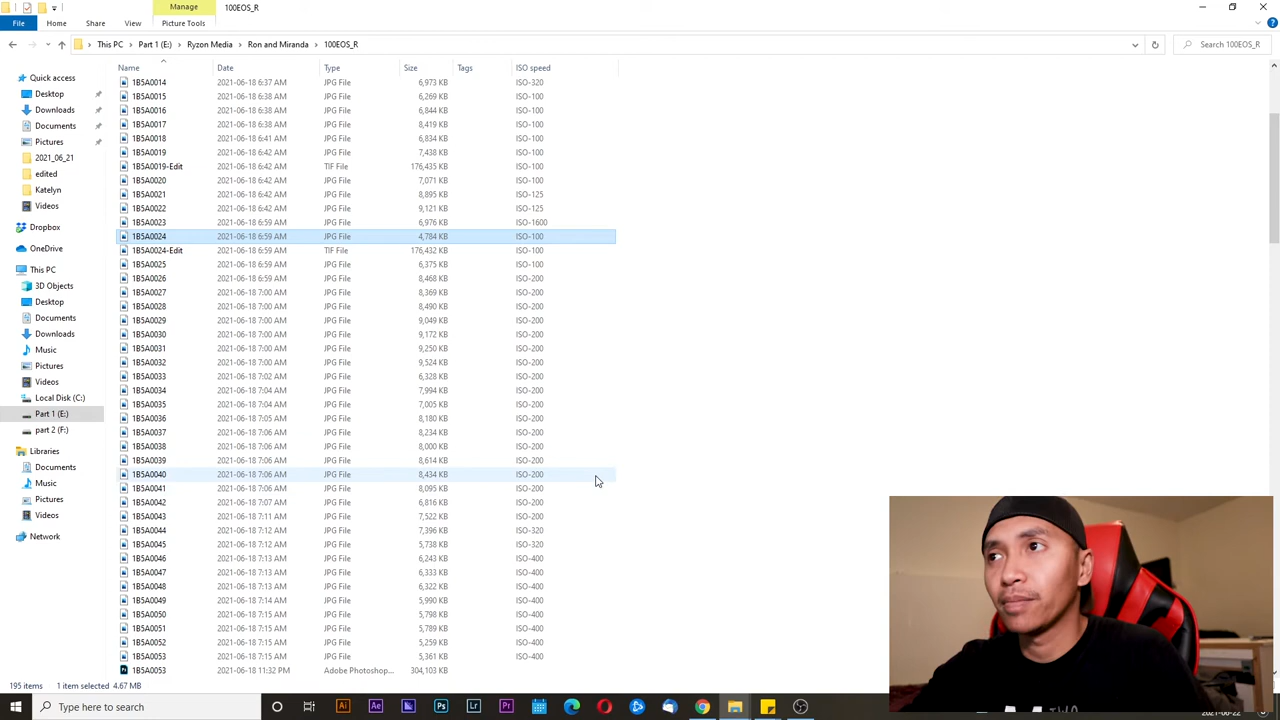 Manage
100EOS_R
File
Home
Share
View
Picture Tools
This PC
Part 1 (E:)
Ryzon Media
Ron and Miranda
100EOS_R
Search 100EOS_R
Name
Date
Type
Size
Tags
ISO speed
Quick access
Desktop
Downloads
Documents
Pictures
2021_06_21
edited
Katelyn
Videos
Dropbox
OneDrive
This PC
3D Objects
Desktop
Documents
Downloads
Music
Pictures
Videos
Local Disk (C:)
Part 1 (E:)
part 2 (F:)
Libraries
Documents
Music
Pictures
Videos
Network
1B5A0014 2021-06-18 6:37 AM JPG File 6,973 KB ISO-320
1B5A0015 2021-06-18 6:38 AM JPG File 6,269 KB ISO-100
1B5A0016 2021-06-18 6:38 AM JPG File 6,844 KB ISO-100
1B5A0017 2021-06-18 6:38 AM JPG File 8,419 KB ISO-100
1B5A0018 2021-06-18 6:41 AM JPG File 6,834 KB ISO-100
1B5A0019 2021-06-18 6:42 AM JPG File 7,438 KB ISO-100
1B5A0019-Edit 2021-06-18 6:42 AM TIF File 176,435 KB ISO-100
1B5A0020 2021-06-18 6:42 AM JPG File 7,071 KB ISO-100
1B5A0021 2021-06-18 6:42 AM JPG File 8,895 KB ISO-125
1B5A0022 2021-06-18 6:42 AM JPG File 9,121 KB ISO-125
1B5A0023 2021-06-18 6:59 AM JPG File 6,976 KB ISO-1600
1B5A0024 2021-06-18 6:59 AM JPG File 4,784 KB ISO-100
1B5A0024-Edit 2021-06-18 6:59 AM TIF File 176,432 KB ISO-100
1B5A0025 2021-06-18 6:59 AM JPG File 6,375 KB ISO-100
1B5A0026 2021-06-18 7:00 AM JPG File 8,468 KB ISO-200
1B5A0027 2021-06-18 7:00 AM JPG File 8,369 KB ISO-200
1B5A0028 2021-06-18 7:00 AM JPG File 8,490 KB ISO-200
1B5A0029 2021-06-18 7:00 AM JPG File 9,049 KB ISO-200
1B5A0030 2021-06-18 7:00 AM JPG File 9,172 KB ISO-200
1B5A0031 2021-06-18 7:00 AM JPG File 9,250 KB ISO-200
1B5A0032 2021-06-18 7:00 AM JPG File 9,524 KB ISO-200
1B5A0033 2021-06-18 7:02 AM JPG File 6,328 KB ISO-200
1B5A0034 2021-06-18 7:04 AM JPG File 7,994 KB ISO-200
1B5A0035 2021-06-18 7:04 AM JPG File 7,005 KB ISO-200
1B5A0036 2021-06-18 7:05 AM JPG File 8,180 KB ISO-200
1B5A0037 2021-06-18 7:06 AM JPG File 8,234 KB ISO-200
1B5A0038 2021-06-18 7:06 AM JPG File 8,000 KB ISO-200
1B5A0039 2021-06-18 7:06 AM JPG File 8,614 KB ISO-200
1B5A0040 2021-06-18 7:06 AM JPG File 8,434 KB ISO-200
1B5A0041 2021-06-18 7:06 AM JPG File 8,095 KB ISO-200
1B5A0042 2021-06-18 7:07 AM JPG File 6,816 KB ISO-200
1B5A0043 2021-06-18 7:11 AM JPG File 7,522 KB ISO-200
1B5A0044 2021-06-18 7:12 AM JPG File 7,396 KB ISO-320
1B5A0045 2021-06-18 7:12 AM JPG File 5,738 KB ISO-320
1B5A0046 2021-06-18 7:13 AM JPG File 6,243 KB ISO-400
1B5A0047 2021-06-18 7:13 AM JPG File 6,333 KB ISO-400
1B5A0048 2021-06-18 7:13 AM JPG File 6,322 KB ISO-400
1B5A0049 2021-06-18 7:14 AM JPG File 5,990 KB ISO-400
1B5A0050 2021-06-18 7:15 AM JPG File 5,798 KB ISO-400
1B5A0051 2021-06-18 7:15 AM JPG File 5,789 KB ISO-400
1B5A0052 2021-06-18 7:15 AM JPG File 5,259 KB ISO-400
1B5A0053 2021-06-18 7:15 AM JPG File 5,361 KB ISO-400
1B5A0053 2021-06-18 11:32 PM Adobe Photoshop... 304,103 KB
195 items 1 item selected 4.67 MB
Type here to search
Ai
Ae
Ps
Lr
Pr
2021-06-22